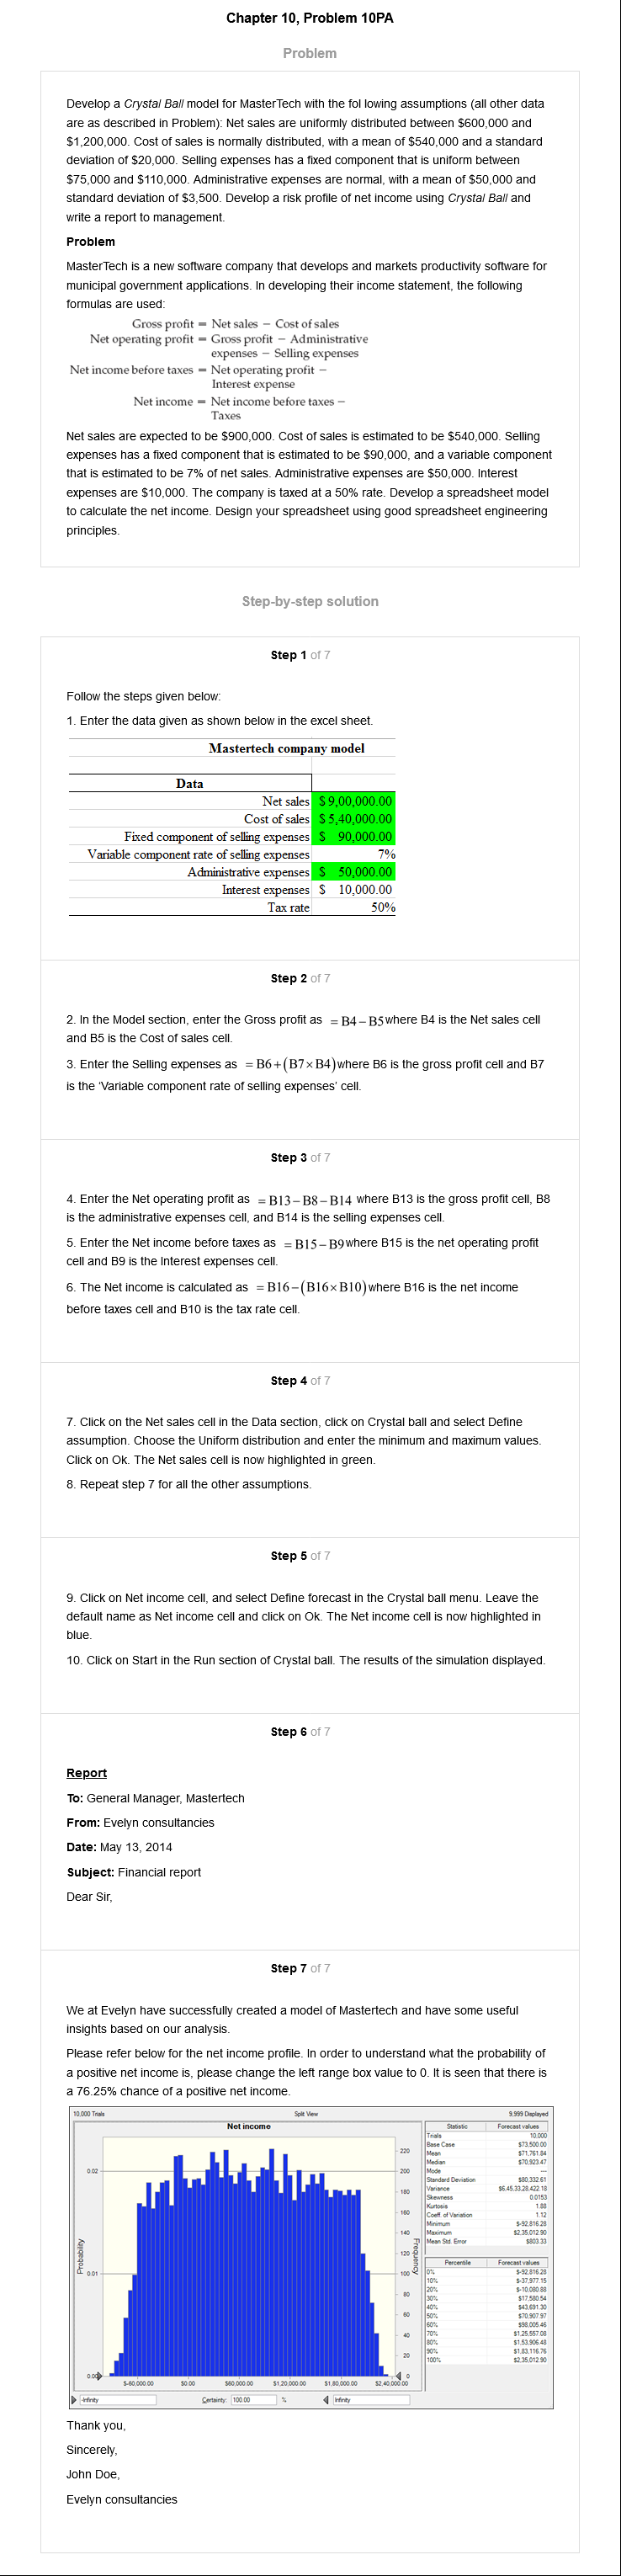 Chapter 10, Problem 10PA
Problem
Develop a Crystal Ball model for MasterTech with the fol lowing assumptions (all other data
are as described in Problem): Net sales are uniformly distributed between $600,000 and
$1,200,000. Cost of sales is normally distributed, with a mean of $540,000 and a standard
deviation of $20,000. Selling expenses has a fixed component that is uniform between
$75,000 and $110,000. Administrative expenses are normal, with a mean of $50,000 and
standard deviation of $3,500. Develop a risk profile of net income using Crystal Ball and
write a report to management.
Problem
MasterTech is a new software company that develops and markets productivity software for
municipal government applications. In developing their income statement, the following
formulas are used:
Gross profit = Net sales − Cost of sales
Net operating profit = Gross profit − Administrative
expenses − Selling expenses
Net income before taxes = Net operating profit −
Interest expense
Net income = Net income before taxes −
Taxes
Net sales are expected to be $900,000. Cost of sales is estimated to be $540,000. Selling
expenses has a fixed component that is estimated to be $90,000, and a variable component
that is estimated to be 7% of net sales. Administrative expenses are $50,000. Interest
expenses are $10,000. The company is taxed at a 50% rate. Develop a spreadsheet model
to calculate the net income. Design your spreadsheet using good spreadsheet engineering
principles.
Step-by-step solution
Step 1 of 7
Follow the steps given below:
1. Enter the data given as shown below in the excel sheet.
Mastertech company model
Data
Net sales $ 9,00,000.00
Cost of sales $ 5,40,000.00
Fixed component of selling expenses $ 90,000.00
Variable component rate of selling expenses 7%
Administrative expenses $ 50,000.00
Interest expenses $ 10,000.00
Tax rate 50%
Step 2 of 7
2. In the Model section, enter the Gross profit as = B4 − B5 where B4 is the Net sales cell
and B5 is the Cost of sales cell.
3. Enter the Selling expenses as = B6 + (B7 × B4) where B6 is the gross profit cell and B7
is the 'Variable component rate of selling expenses' cell.
Step 3 of 7
4. Enter the Net operating profit as = B13 − B8 − B14 where B13 is the gross profit cell, B8
is the administrative expenses cell, and B14 is the selling expenses cell.
5. Enter the Net income before taxes as = B15 − B9 where B15 is the net operating profit
cell and B9 is the Interest expenses cell.
6. The Net income is calculated as = B16 − (B16 × B10) where B16 is the net income
before taxes cell and B10 is the tax rate cell.
Step 4 of 7
7. Click on the Net sales cell in the Data section, click on Crystal ball and select Define
assumption. Choose the Uniform distribution and enter the minimum and maximum values.
Click on Ok. The Net sales cell is now highlighted in green.
8. Repeat step 7 for all the other assumptions.
Step 5 of 7
9. Click on Net income cell, and select Define forecast in the Crystal ball menu. Leave the
default name as Net income cell and click on Ok. The Net income cell is now highlighted in
blue.
10. Click on Start in the Run section of Crystal ball. The results of the simulation displayed.
Step 6 of 7
Report
To: General Manager, Mastertech
From: Evelyn consultancies
Date: May 13, 2014
Subject: Financial report
Dear Sir,
Step 7 of 7
We at Evelyn have successfully created a model of Mastertech and have some useful
insights based on our analysis.
Please refer below for the net income profile. In order to understand what the probability of
a positive net income is, please change the left range box value to 0. It is seen that there is
a 76.25% chance of a positive net income.
10,000 Trials Split View 9,999 Displayed
Net income
Probability
0.02
0.01
0.00
Frequency
220
200
180
160
140
120
100
80
60
40
20
0
$-60,000.00 $0.00 $60,000.00 $1,20,000.00 $1,80,000.00 $2,40,000.00
-Infinity Certainty: 100.00 % Infinity
Statistic Forecast values
Trials 10,000
Base Case $73,500.00
Mean $71,761.84
Median $70,923.47
Mode ---
Standard Deviation $80,332.61
Variance $6,45,33,28,422.18
Skewness 0.0153
Kurtosis 1.88
Coeff. of Variation 1.12
Minimum $-92,816.28
Maximum $2,35,012.90
Mean Std. Error $803.33
Percentile Forecast values
0% $-92,816.28
10% $-37,977.15
20% $-10,080.88
30% $17,580.54
40% $43,691.30
50% $70,907.97
60% $98,005.46
70% $1,25,557.08
80% $1,53,906.48
90% $1,83,116.76
100% $2,35,012.90
Thank you,
Sincerely,
John Doe,
Evelyn consultancies